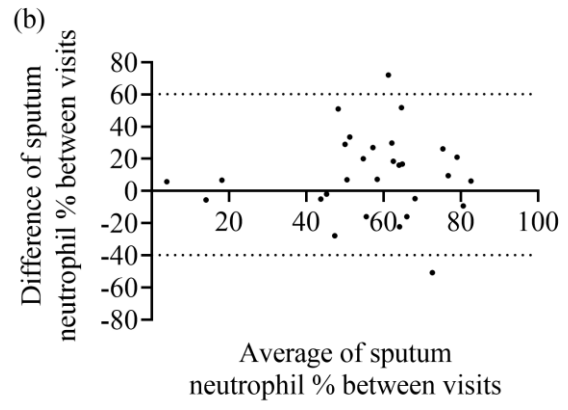 (b)
Difference of sputum
neutrophil % between visits
80
60
40
20
0
-20
-40
-60
-80
20
40
60
80
100
Average of sputum
neutrophil % between visits